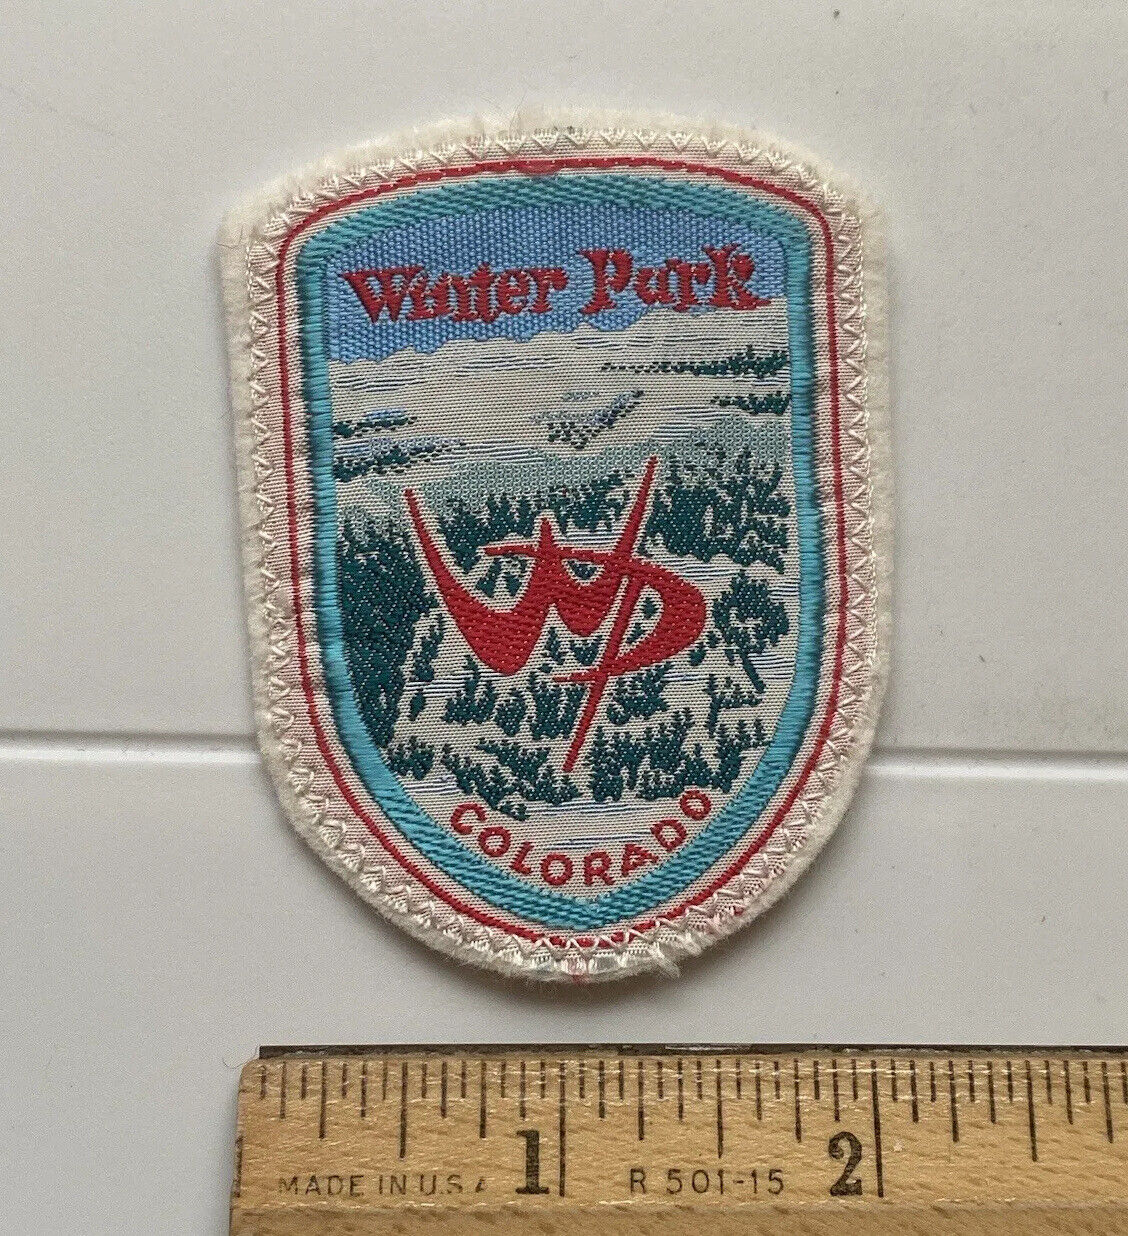 Winter Park
WP
COLORADO
1 2
MADE IN U.S.A. R 501-15